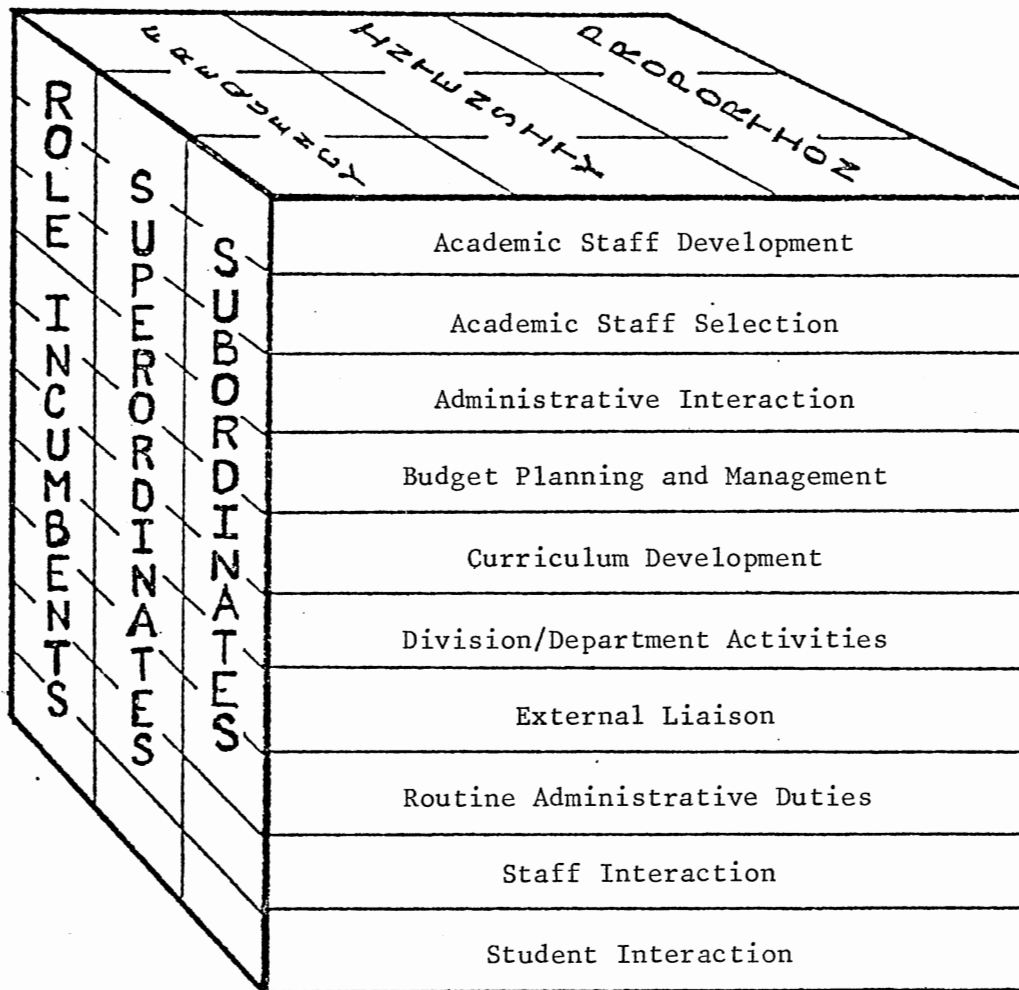 FREQUENCY
INTENSITY
PROPORTION
ROLE INCUMBENTS
SUPERORDINATES
SUBORDINATES
Academic Staff Development
Academic Staff Selection
Administrative Interaction
Budget Planning and Management
Curriculum Development
Division/Department Activities
External Liaison
Routine Administrative Duties
Staff Interaction
Student Interaction